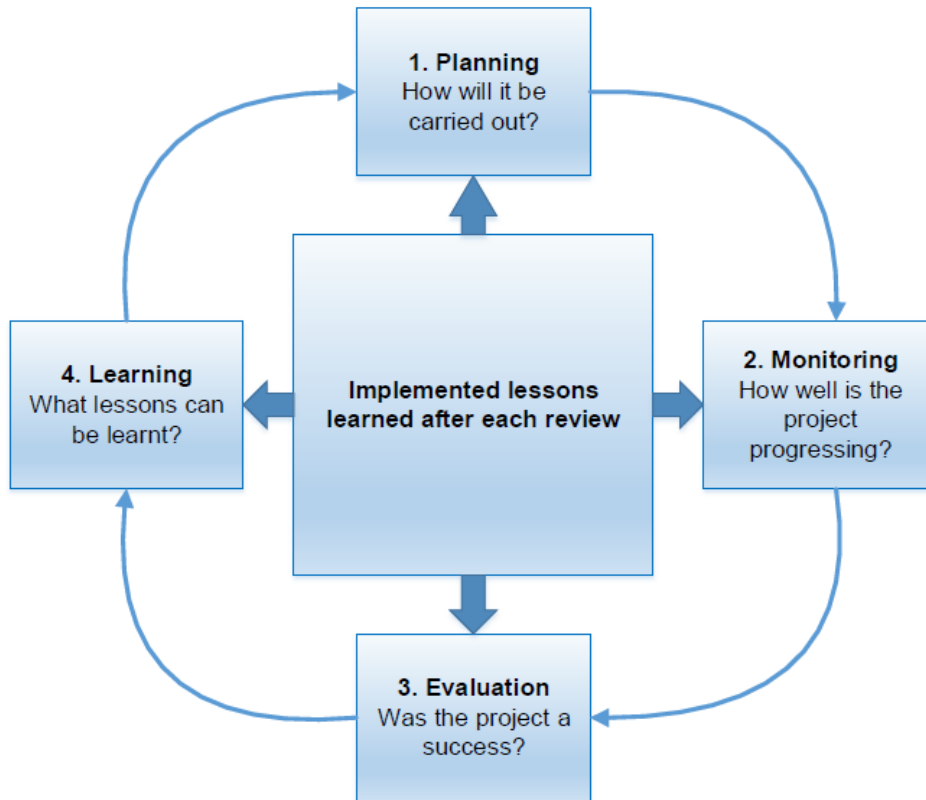 1. Planning
How will it be
carried out?
2. Monitoring
How well is the
project
progressing?
Implemented lessons
learned after each review
4. Learning
What lessons can
be learnt?
3. Evaluation
Was the project a
success?